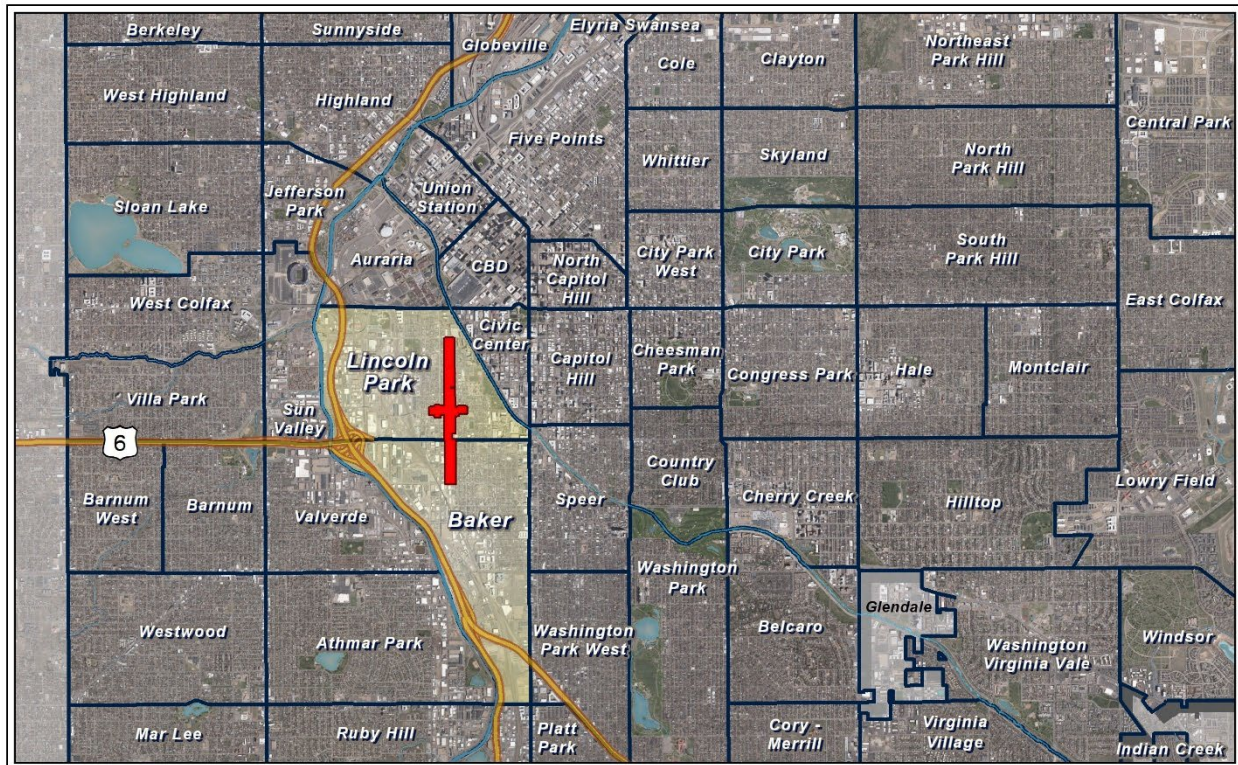 Berkeley
Sunnyside
Globeville
Elyria Swansea
Cole
Clayton
Northeast
Park Hill
West Highland
Highland
Five Points
Central Park
Whittier
Skyland
North
Park Hill
Sloan Lake
Jefferson
Park
Union
Station
Auraria
CBD
North
Capitol
Hill
City Park
West
City Park
South
Park Hill
West Colfax
East Colfax
Civic
Center
Lincoln
Park
Capitol
Hill
Cheesman
Park
Congress Park
Hale
Montclair
Villa Park
Sun
Valley
6
Barnum
West
Barnum
Valverde
Baker
Speer
Country
Club
Cherry Creek
Hilltop
Lowry Field
Washington
Park
Westwood
Athmar Park
Washington
Park West
Belcaro
Glendale
Washington
Virginia Vale
Windsor
Mar Lee
Ruby Hill
Platt
Park
Cory -
Merrill
Virginia
Village
Indian Creek